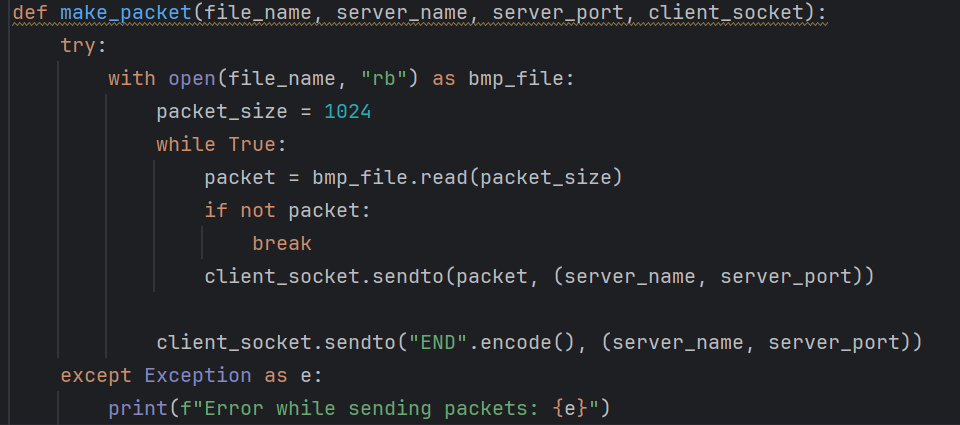 def make_packet(file_name, server_name, server_port, client_socket):
    try:
        with open(file_name, "rb") as bmp_file:
            packet_size = 1024
            while True:
                packet = bmp_file.read(packet_size)
                if not packet:
                    break
                client_socket.sendto(packet, (server_name, server_port))

            client_socket.sendto("END".encode(), (server_name, server_port))
    except Exception as e:
        print(f"Error while sending packets: {e}")